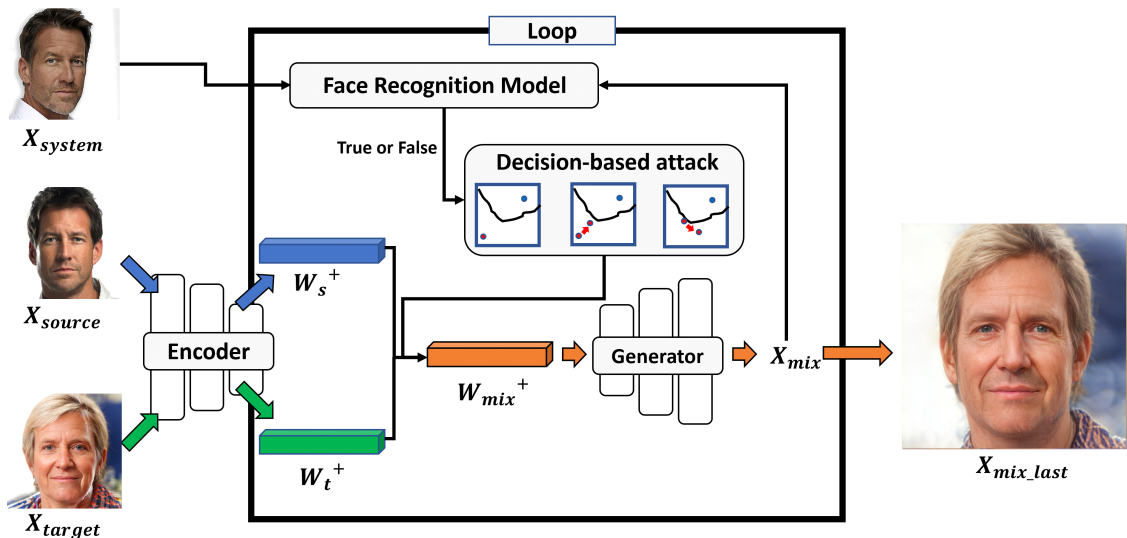 Loop
Face Recognition Model
X_system
True or False
Decision-based attack
W_s^+
X_source
Encoder
Generator
X_mix
W_mix^+
W_t^+
X_mix_last
X_target